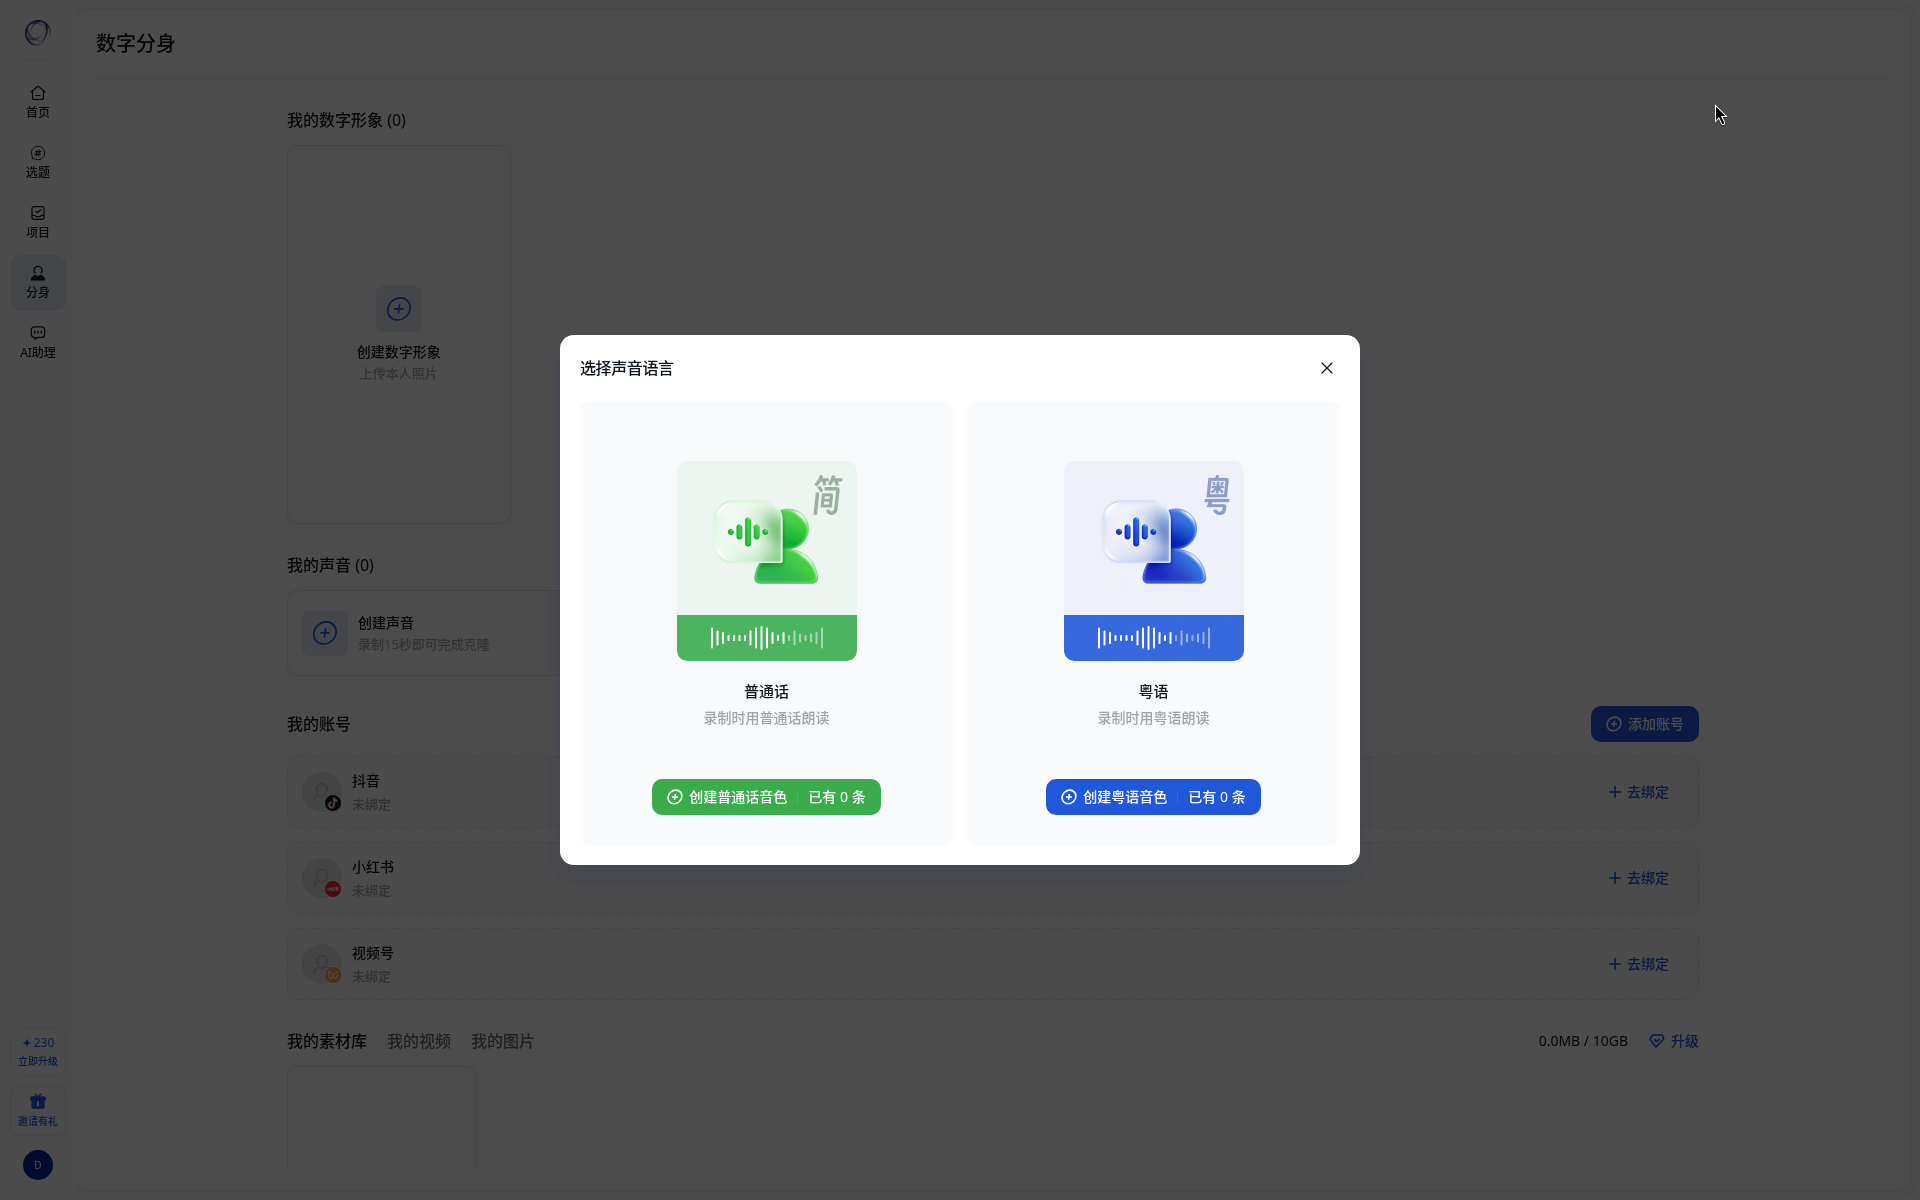 数字分身
首页
选题
项目
分身
AI助理
我的数字形象 (0)
创建数字形象
上传本人照片
我的声音 (0)
创建声音
录制15秒即可完成克隆
选择声音语言
简
普通话
录制时用普通话朗读
创建普通话音色 已有 0 条
粤
粤语
录制时用粤语朗读
创建粤语音色 已有 0 条
我的账号
添加账号
抖音
未绑定
去绑定
小红书
未绑定
去绑定
视频号
未绑定
去绑定
我的素材库 我的视频 我的图片
0.0MB / 10GB 升级
230
立即升级
邀请有礼
D